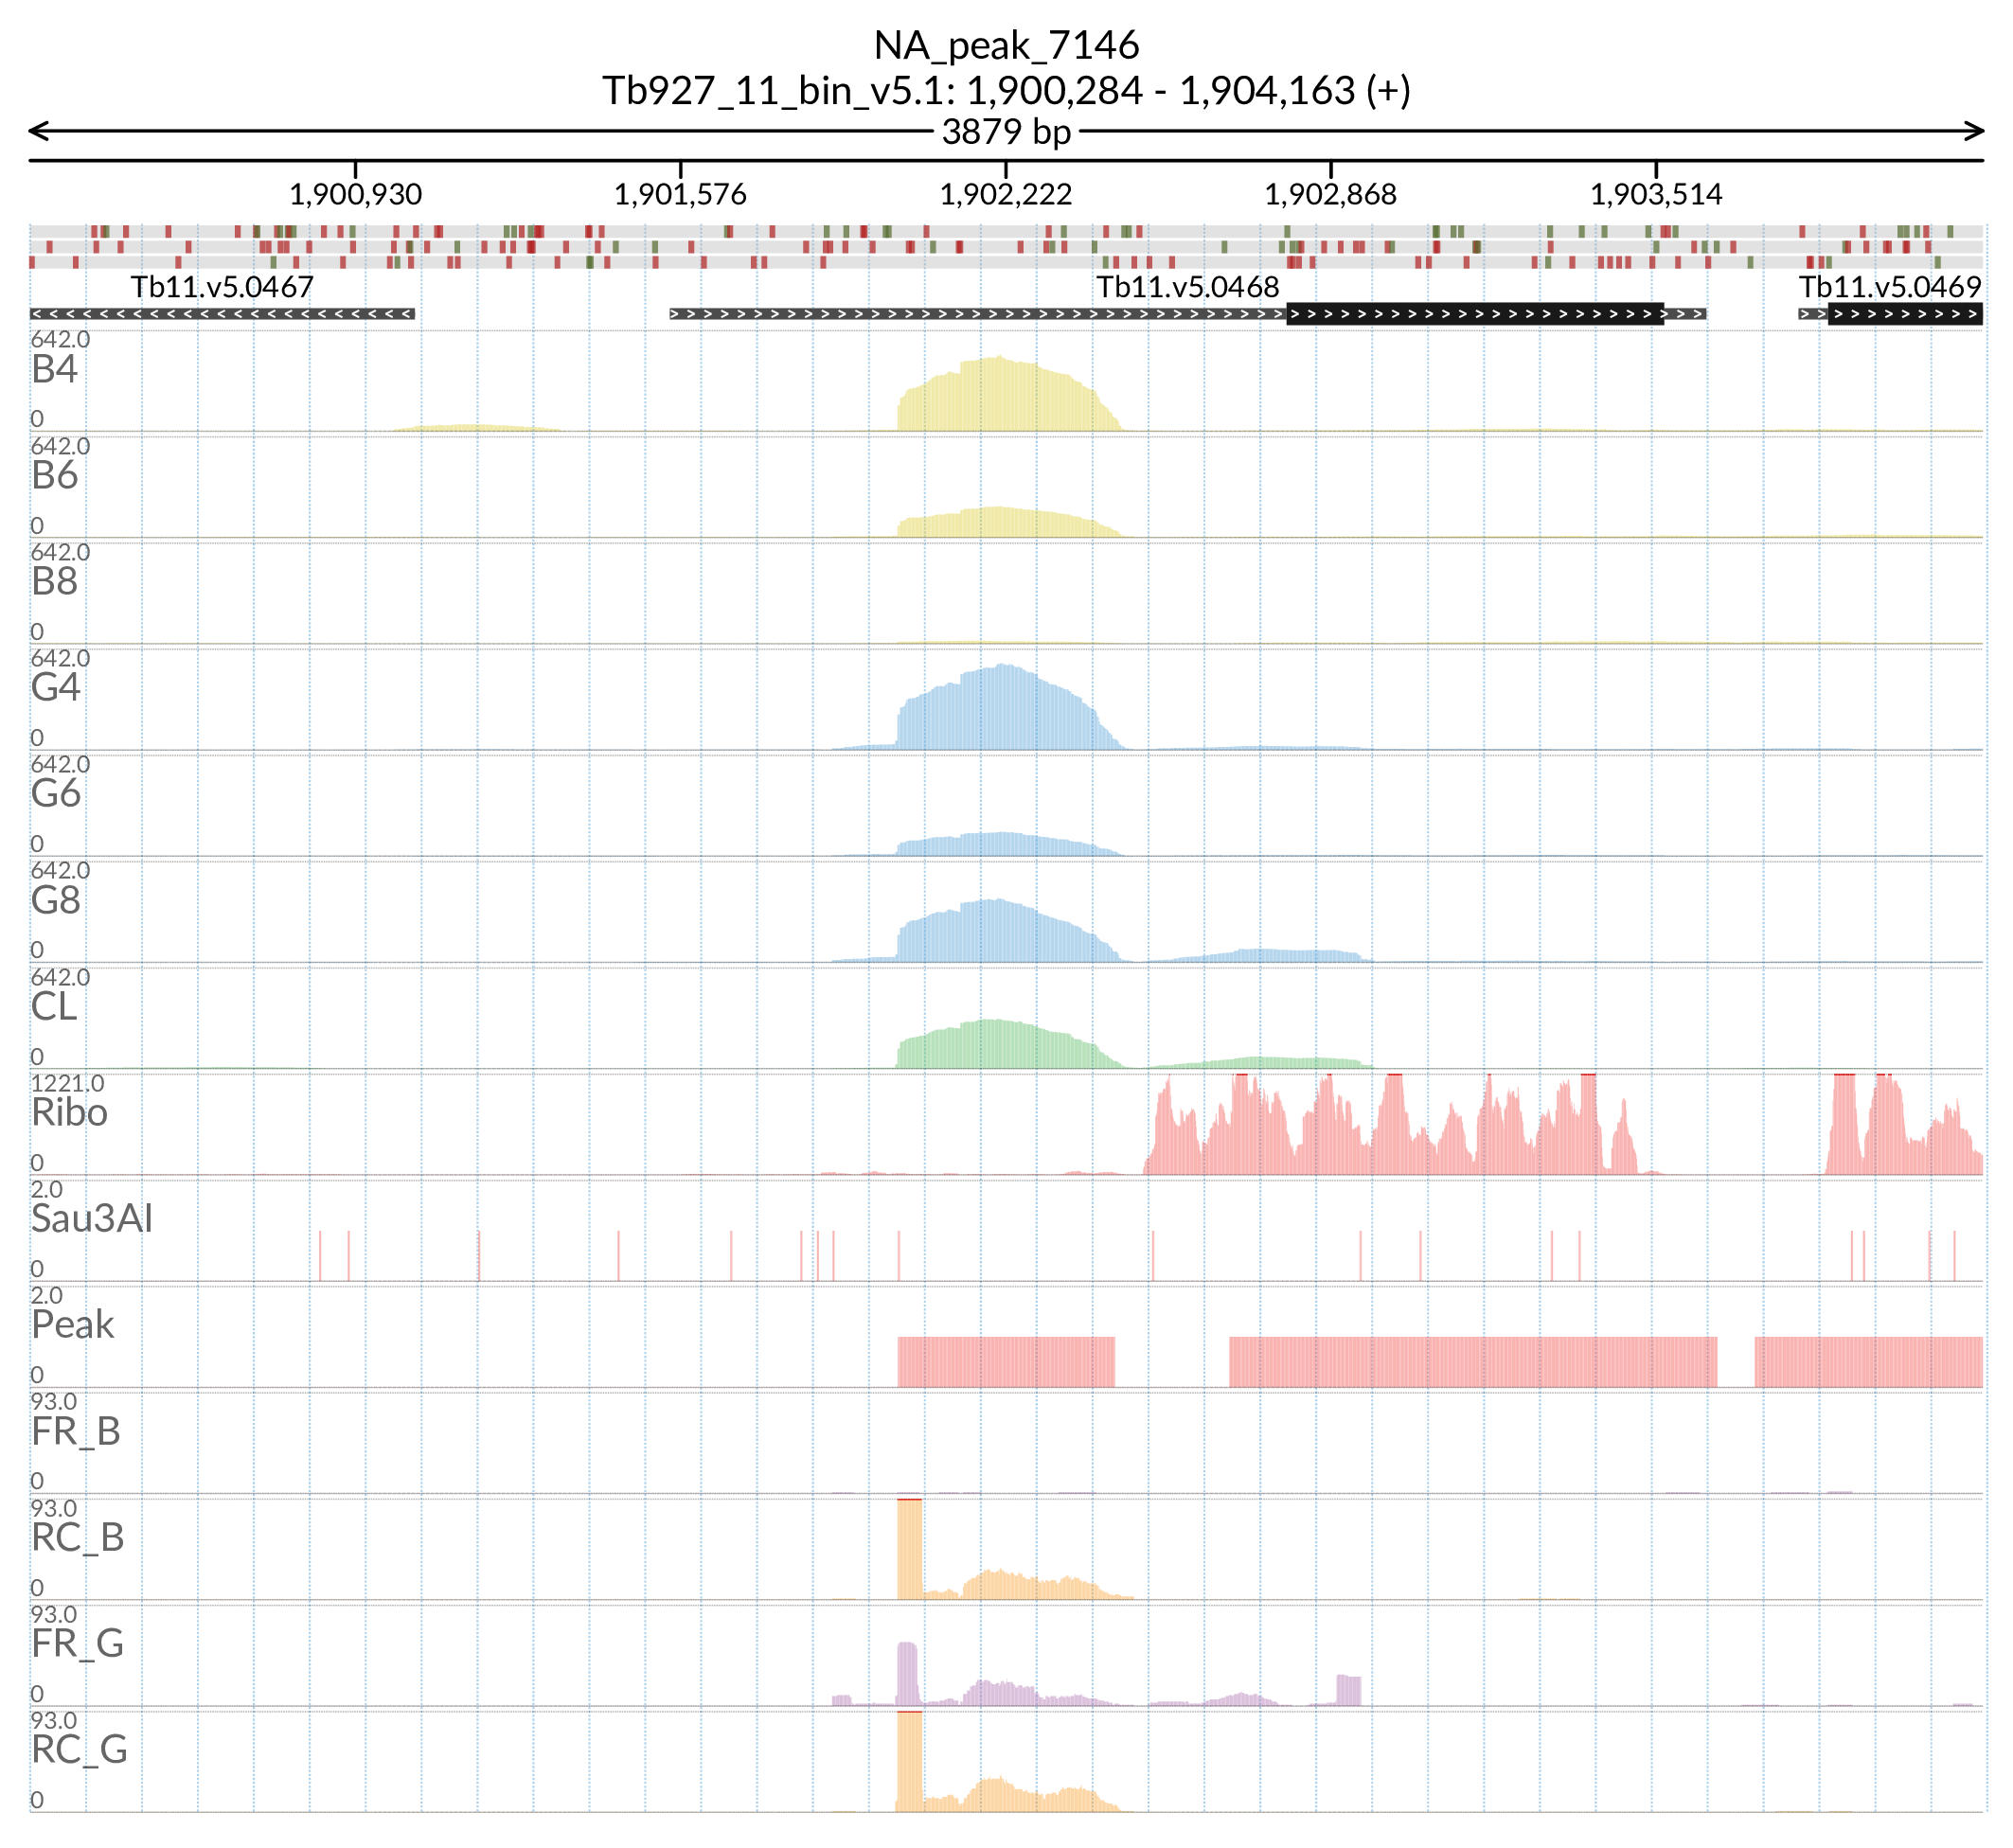 NA_peak_7146
Tb927_11_bin_v5.1: 1,900,284 - 1,904,163 (+)
3879 bp
1,900,930 1,901,576 1,902,222 1,902,868 1,903,514
Tb11.v5.0467 Tb11.v5.0468 Tb11.v5.0469
642.0
B4
0
642.0
B6
0
642.0
B8
0
642.0
G4
0
642.0
G6
0
642.0
G8
0
642.0
CL
0
1221.0
Ribo
0
2.0
Sau3AI
0
2.0
Peak
0
93.0
FR_B
0
93.0
RC_B
0
93.0
FR_G
0
93.0
RC_G
0